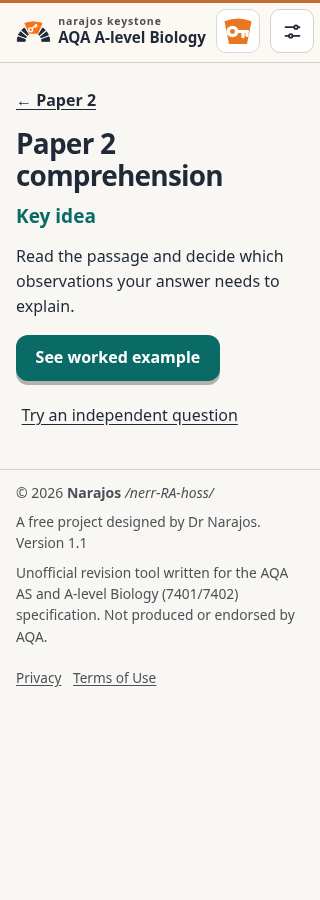 narajos keystone
AQA A-level Biology
← Paper 2
Paper 2
comprehension
Key idea
Read the passage and decide which
observations your answer needs to
explain.
See worked example
Try an independent question
© 2026 Narajos /nerr-RA-hoss/
A free project designed by Dr Narajos.
Version 1.1
Unofficial revision tool written for the AQA
AS and A-level Biology (7401/7402)
specification. Not produced or endorsed by
AQA.
Privacy Terms of Use